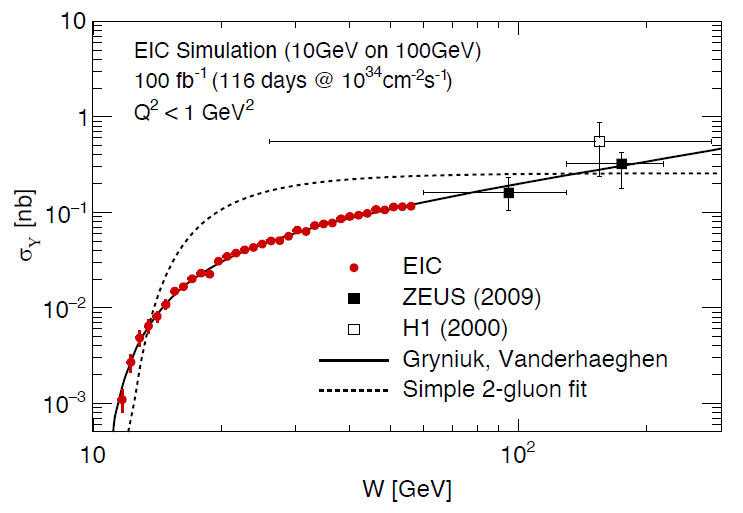 EIC Simulation (10GeV on 100GeV)
100 fb⁻¹ (116 days @ 10³⁴cm⁻²s⁻¹)
Q² < 1 GeV²
10
1
10⁻¹
10⁻²
10⁻³
σ_Y [nb]
EIC
ZEUS (2009)
H1 (2000)
Gryniuk, Vanderhaeghen
Simple 2-gluon fit
10
10²
W [GeV]